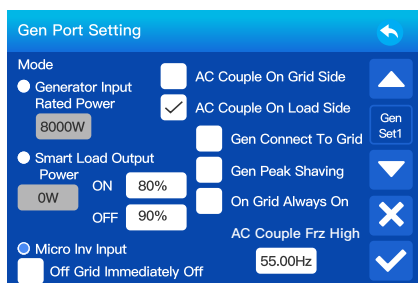 Gen Port Setting
Mode
Generator Input
Rated Power
8000W
Smart Load Output
Power
0W
ON
80%
OFF
90%
Micro Inv Input
Off Grid Immediately Off
AC Couple On Grid Side
AC Couple On Load Side
Gen Connect To Grid
Gen Peak Shaving
On Grid Always On
AC Couple Frz High
55.00Hz
Gen
Set1